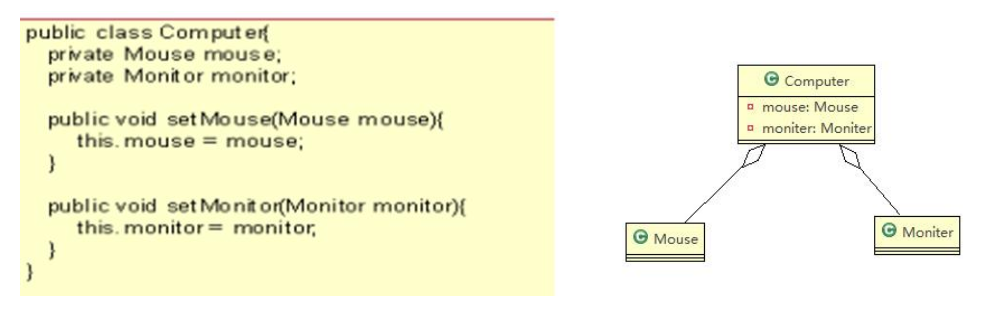 public class Computer{
private Mouse mouse;
private Monitor monitor;
public void setMouse(Mouse mouse){
this. mouse = mouse;
}
public void setMonitor(Monitor monitor){
this. monitor = monitor;
}
}
C Computer
mouse: Mouse
moniter: Moniter
C Mouse
C Moniter